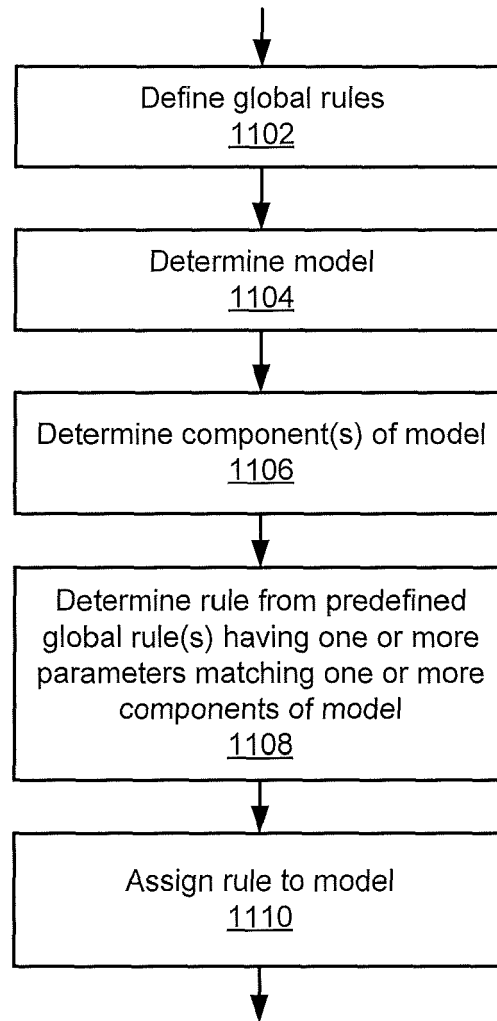 Define global rules
1102
Determine model
1104
Determine component(s) of model
1106
Determine rule from predefined
global rule(s) having one or more
parameters matching one or more
components of model
1108
Assign rule to model
1110